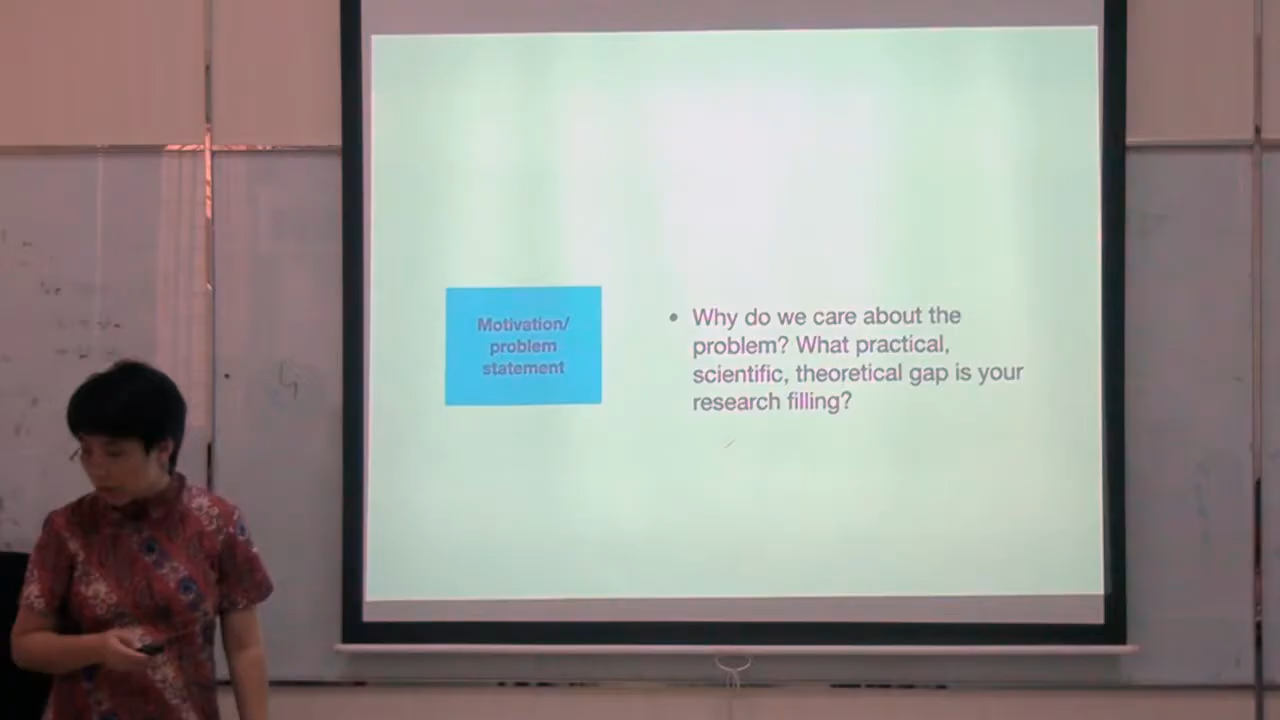 Motivation/
problem
statement
• Why do we care about the
problem? What practical,
scientific, theoretical gap is your
research filling?